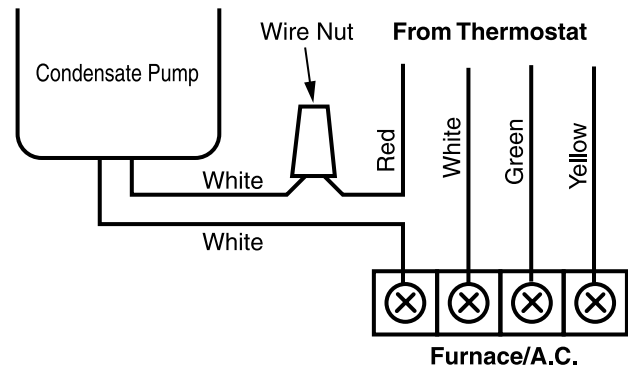 Wire Nut
From Thermostat
Condensate Pump
Red
White
Green
Yellow
White
White
Furnace/A.C.